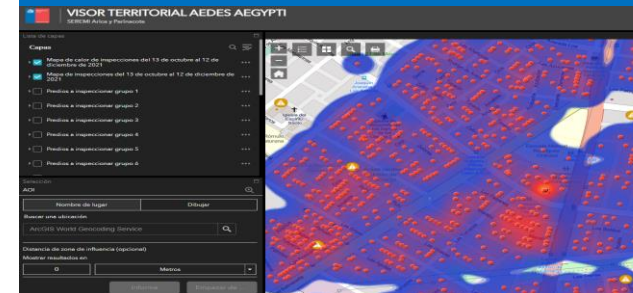 VISOR TERRITORIAL AEDES AEGYPTI
SEREMI Arica y Parinacota
Lista de capas
Capas
Mapa de calor de inspecciones del 13 de octubre al 12 de
diciembre de 2021
Mapa de inspecciones del 13 de octubre al 12 de diciembre de
2021
Predios a inspeccionar grupo 1
Predios a inspeccionar grupo 2
Predios a inspeccionar grupo 3
Predios a inspeccionar grupo 4
Predios a inspeccionar grupo 5
Predios a inspeccionar grupo 6
Selección
AOI
Nombre de lugar
Dibujar
Buscar una ubicación
ArcGIS World Geocoding Service
Distancia de zona de influencia (opcional)
Mostrar resultados en
0
Metros
Informe
Empezar de...